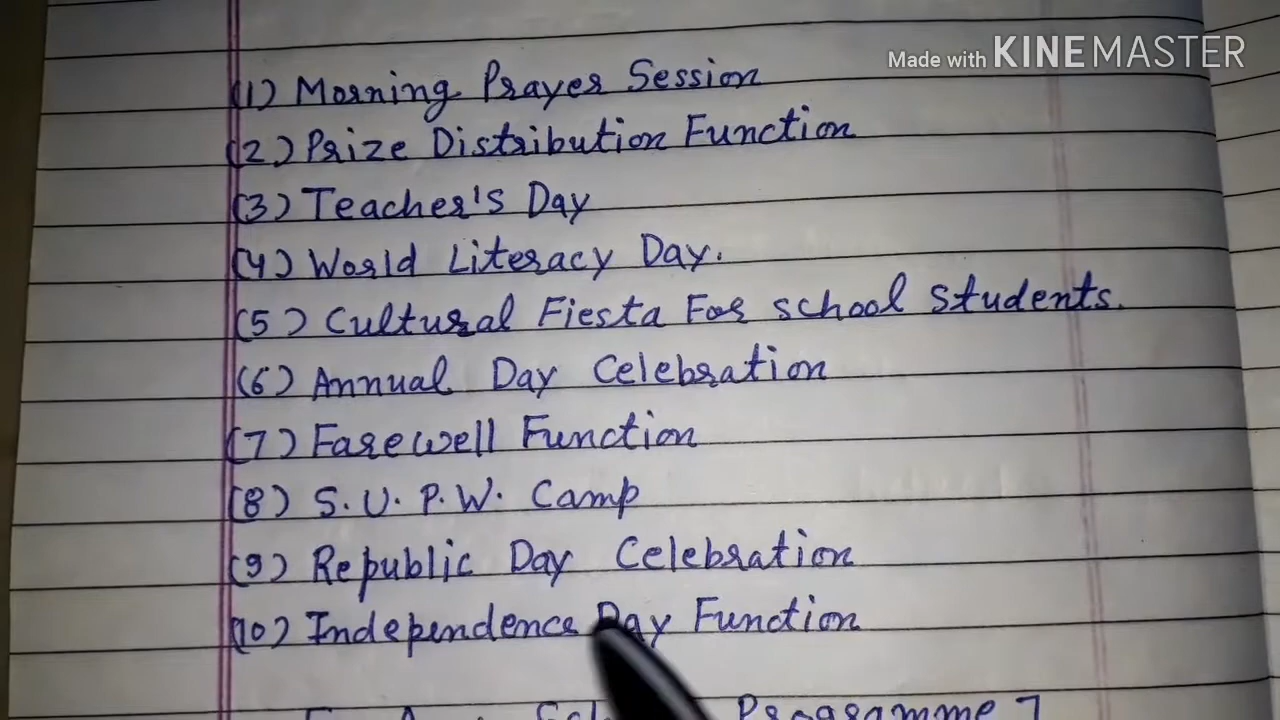 Made with KINEMASTER
(1) Morning Prayer Session
(2) Prize Distribution Function
(3) Teacher's Day
(4) World Literacy Day.
(5) Cultural Fiesta For school students.
(6) Annual Day Celebration
(7) Farewell Function
(8) S.U.P.W. Camp
(9) Republic Day Celebration
(10) Independence Day Function
Programme